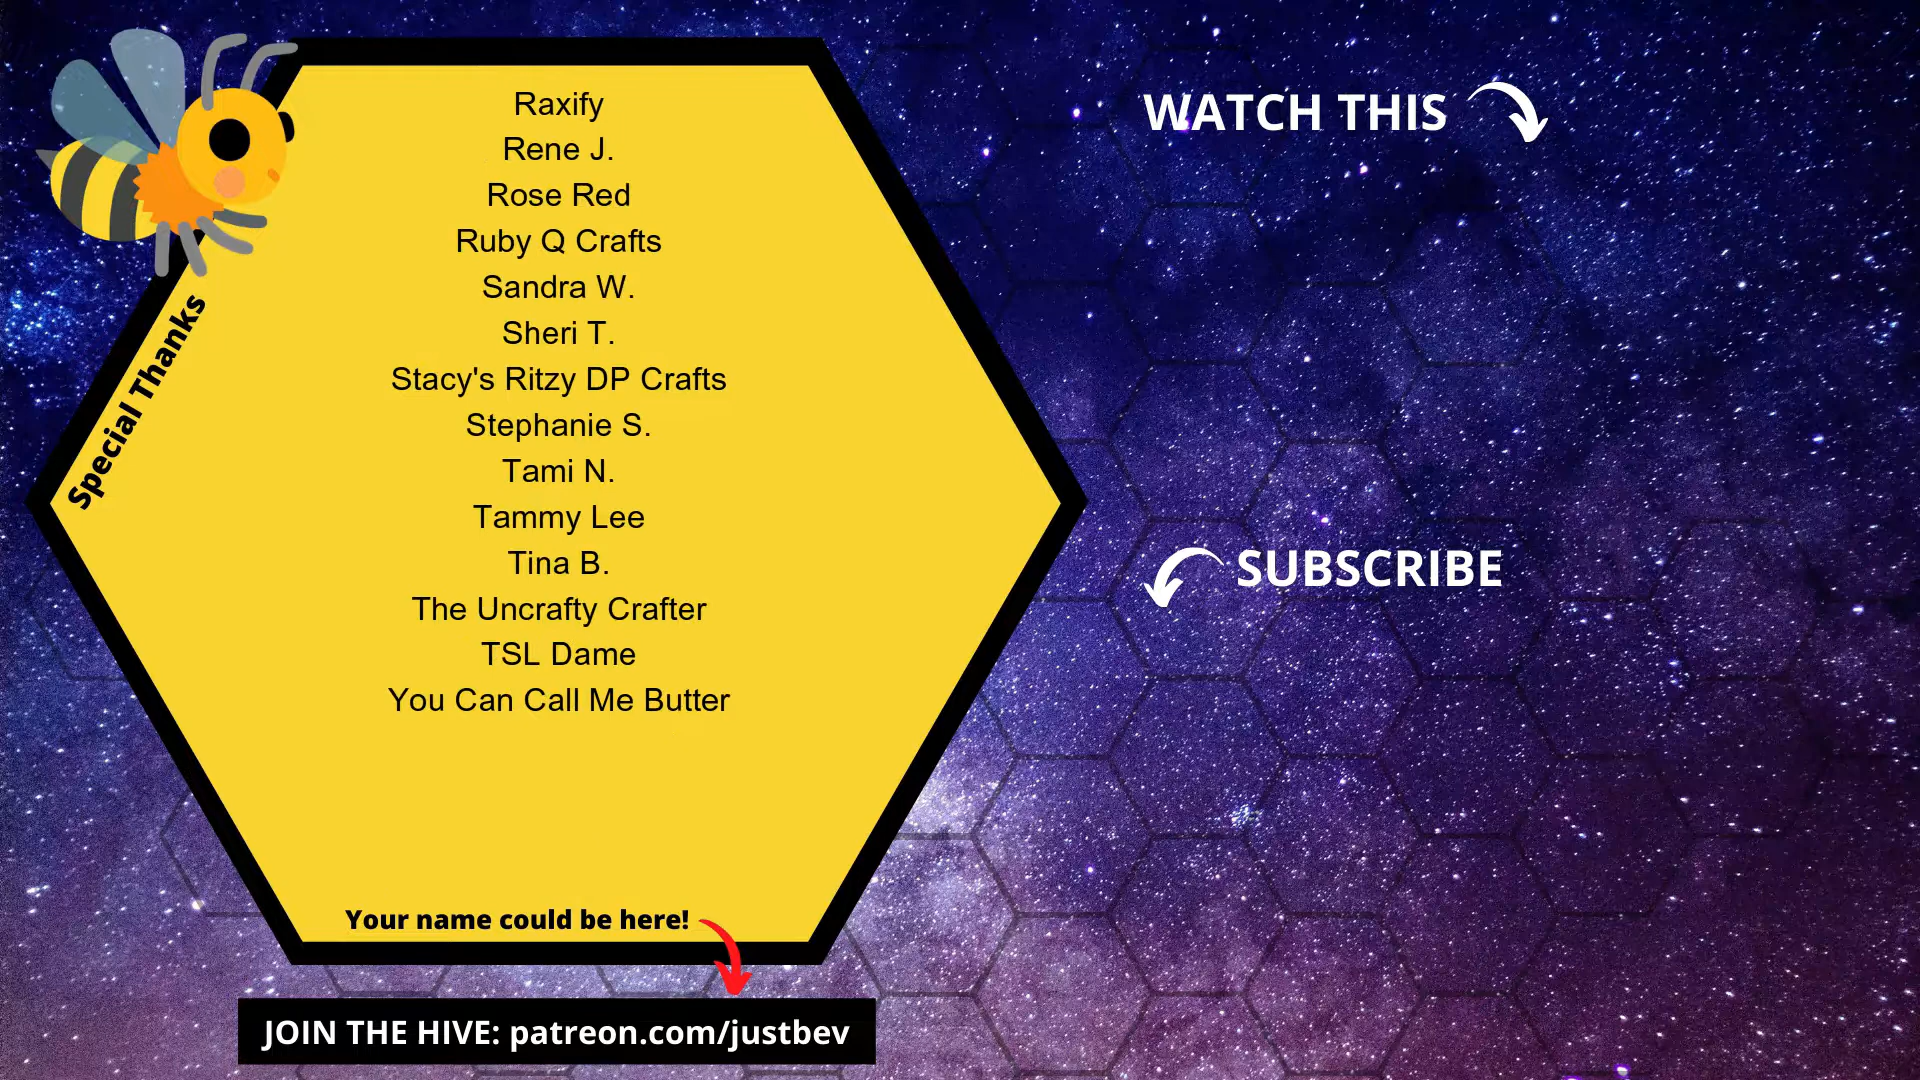 Special Thanks
Raxify
Rene J.
Rose Red
Ruby Q Crafts
Sandra W.
Sheri T.
Stacy's Ritzy DP Crafts
Stephanie S.
Tami N.
Tammy Lee
Tina B.
The Uncrafty Crafter
TSL Dame
You Can Call Me Butter
Your name could be here!
JOIN THE HIVE: patreon.com/justbev
WATCH THIS
SUBSCRIBE